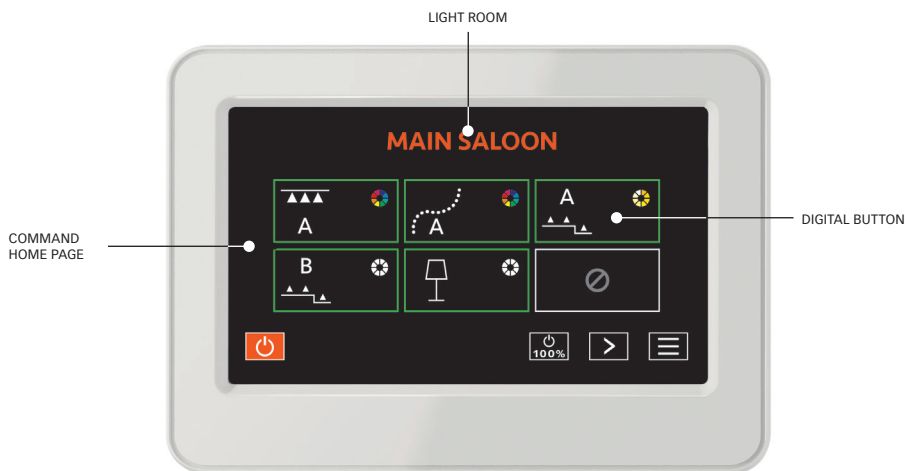 LIGHT ROOM
MAIN SALOON
A
A
A
DIGITAL BUTTON
COMMAND
HOME PAGE
B
100%